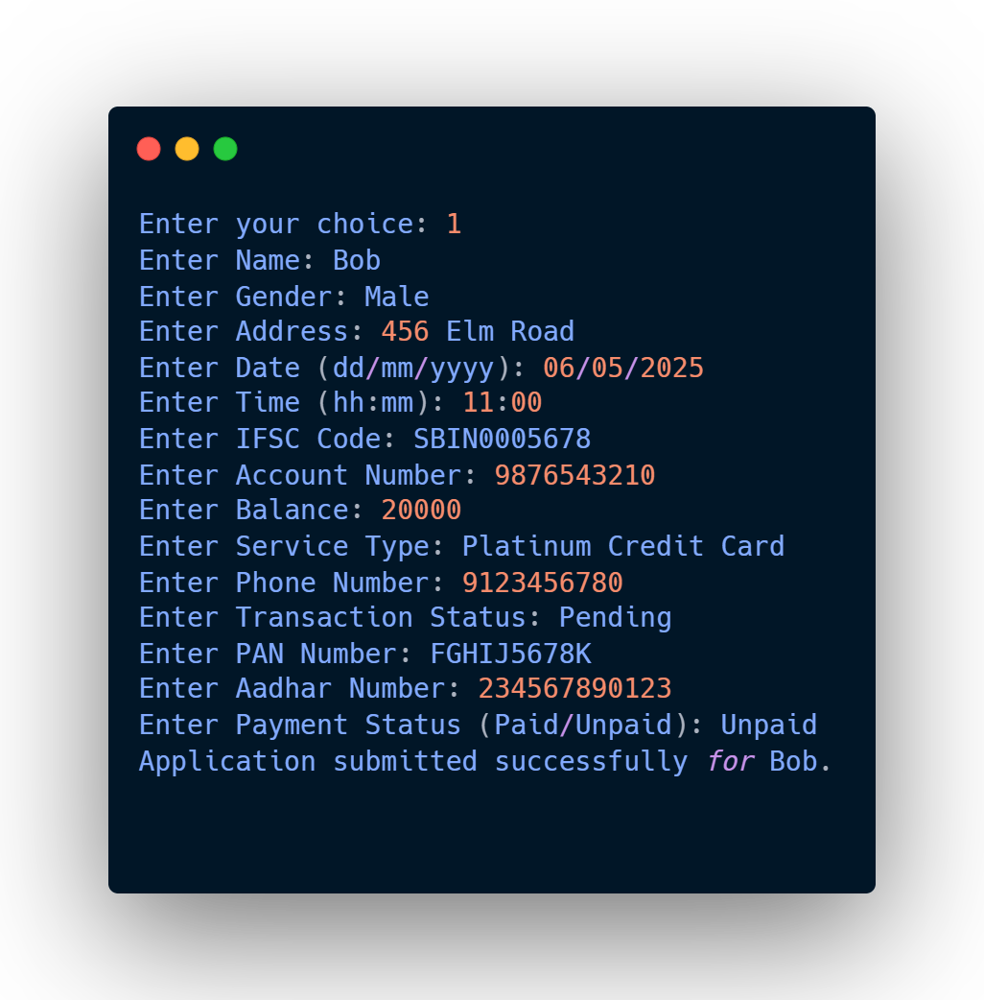 Enter your choice: 1
Enter Name: Bob
Enter Gender: Male
Enter Address: 456 Elm Road
Enter Date (dd/mm/yyyy): 06/05/2025
Enter Time (hh:mm): 11:00
Enter IFSC Code: SBIN0005678
Enter Account Number: 9876543210
Enter Balance: 20000
Enter Service Type: Platinum Credit Card
Enter Phone Number: 9123456780
Enter Transaction Status: Pending
Enter PAN Number: FGHIJ5678K
Enter Aadhar Number: 234567890123
Enter Payment Status (Paid/Unpaid): Unpaid
Application submitted successfully for Bob.